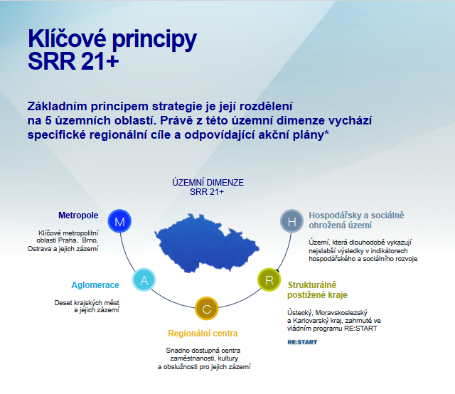 Klíčové principy
SRR 21+
Základním principem strategie je její rozdělení
na 5 územních oblastí. Právě z této územní dimenze vychází
specifické regionální cíle a odpovídající akční plány*
ÚZEMNÍ DIMENZE
SRR 21+
M
Metropole
Klíčové metropolitní
oblasti Praha, Brno,
Ostrava a jejich zázemí
A
Aglomerace
Deset krajských měst
a jejich zázemí
C
Regionální centra
Snadno dostupná centra
zaměstnanosti, kultury
a obslužnosti pro jejich zázemí
R
Strukturálně
postižené kraje
Ústecký, Moravskoslezský
a Karlovarský kraj, zahrnuté ve
vládním programu RE:START
RE:START
H
Hospodářsky a sociálně
ohrožená území
Území, která dlouhodobě vykazují
nejslabší výsledky v indikátorech
hospodářského a sociálního rozvoje